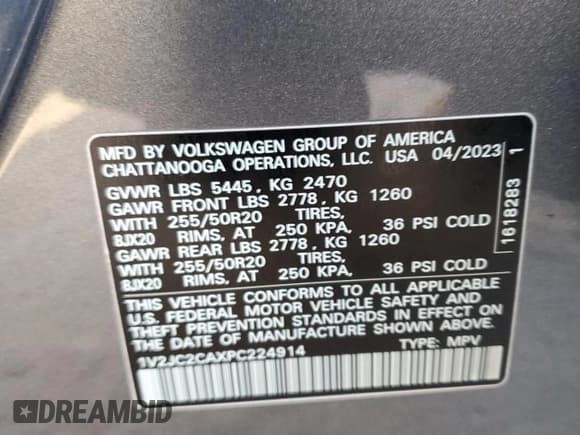 MFD BY VOLKSWAGEN GROUP OF AMERICA
CHATTANOOGA OPERATIONS, LLC. USA 04/2023
GVWR LBS 5445, KG 2470
GAWR FRONT LBS 2778, KG 1260
WITH 255/50R20 TIRES,
8JX20 RIMS, AT 250 KPA, 36 PSI COLD
GAWR REAR LBS 2778, KG 1260
WITH 255/50R20 TIRES,
8JX20 RIMS, AT 250 KPA, 36 PSI COLD
THIS VEHICLE CONFORMS TO ALL APPLICABLE
U.S. FEDERAL MOTOR VEHICLE SAFETY AND
THEFT PREVENTION STANDARDS IN EFFECT ON
THE DATE OF MANUFACTURE SHOWN ABOVE.
1V2JC2CAXPC224914 TYPE: MPV
1618283 1
DREAMBID